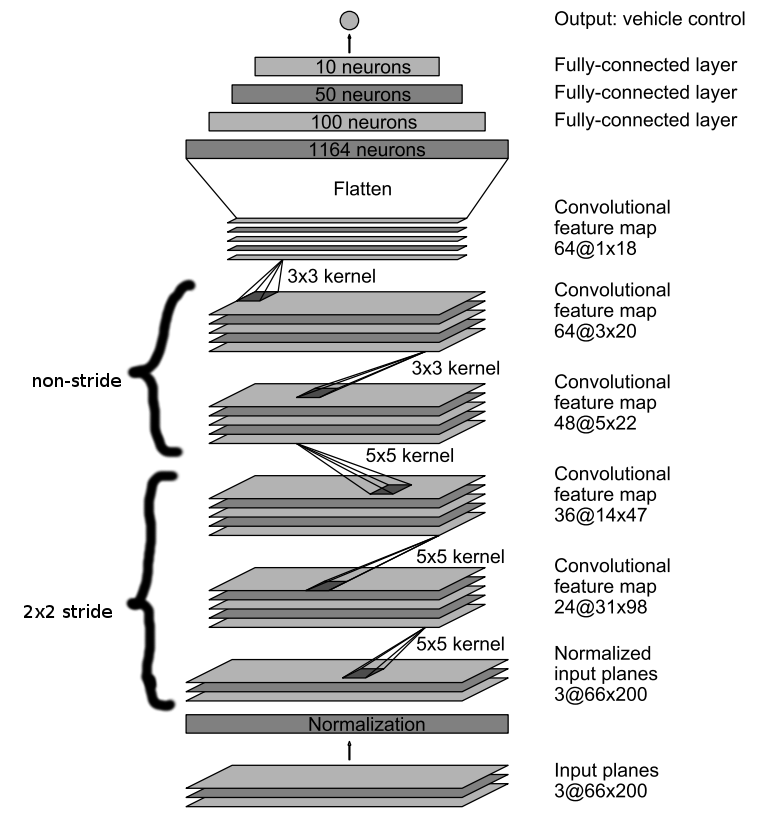 Output: vehicle control
10 neurons
Fully-connected layer
50 neurons
Fully-connected layer
100 neurons
Fully-connected layer
1164 neurons
Flatten
Convolutional
feature map
64@1x18
3x3 kernel
Convolutional
feature map
64@3x20
non-stride
3x3 kernel
Convolutional
feature map
48@5x22
5x5 kernel
Convolutional
feature map
36@14x47
5x5 kernel
Convolutional
feature map
24@31x98
2x2 stride
5x5 kernel
Normalized
input planes
3@66x200
Normalization
Input planes
3@66x200